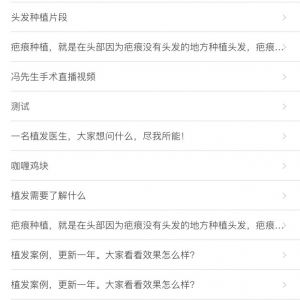 头发种植片段
疤痕种植，就是在头部因为疤痕没有头发的地方种植头发，疤痕...
冯先生手术直播视频
测试
一名植发医生，大家想问什么，尽我所能！
咖喱鸡块
植发需要了解什么
疤痕种植，就是在头部因为疤痕没有头发的地方种植头发，疤痕...
植发案例，更新一年。大家看看效果怎么样？
植发案例，更新一年。大家看看效果怎么样？